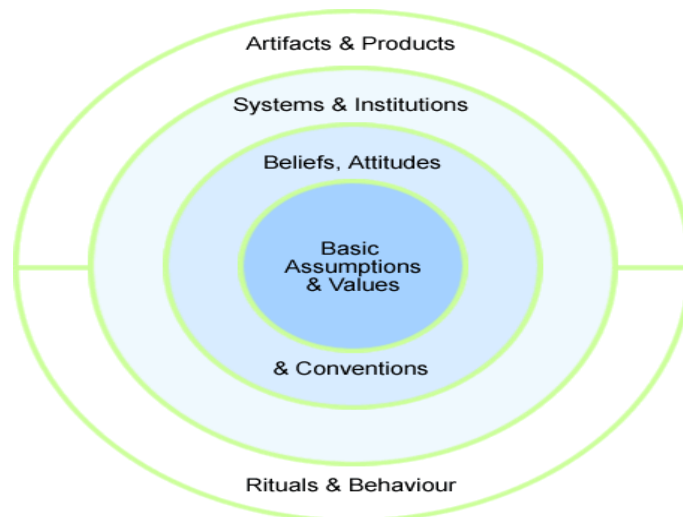 Artifacts & Products
Systems & Institutions
Beliefs, Attitudes
Basic
Assumptions
& Values
& Conventions
Rituals & Behaviour